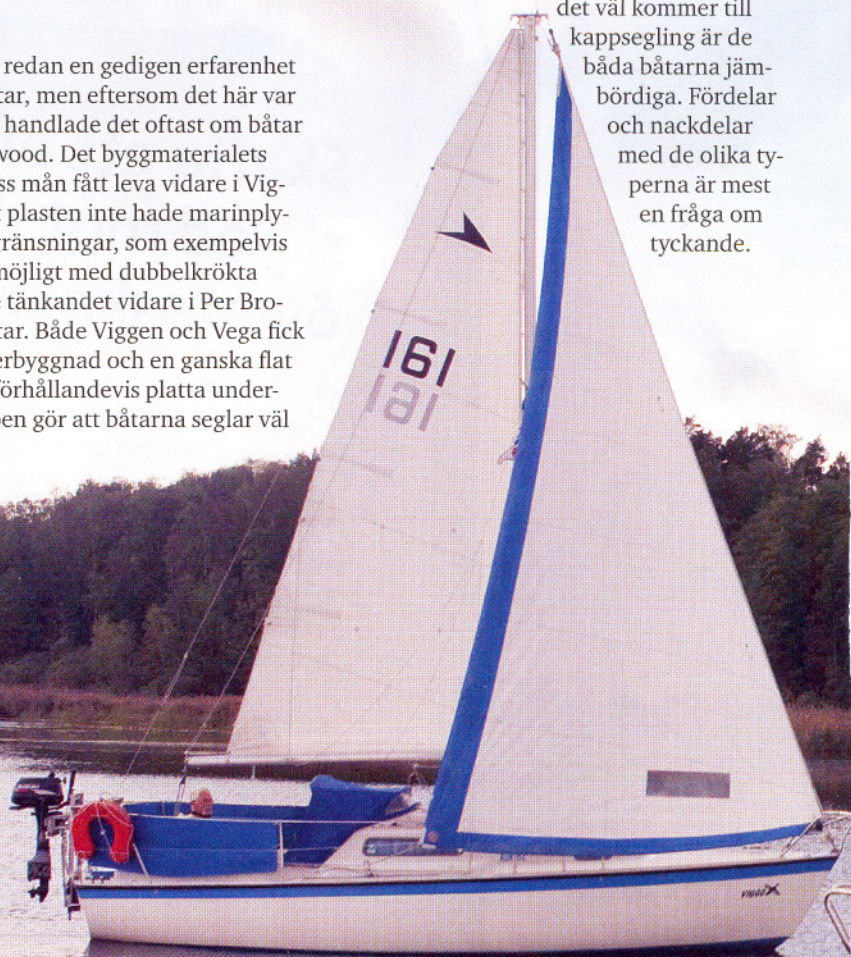 redan en gedigen erfarenhet
tar, men eftersom det här var
handlade det oftast om båtar
wood. Det byggmaterialets
ss mån fått leva vidare i Vig-
plasten inte hade marinply-
gränsningar, som exempelvis
möjligt med dubbelkrökta
tänkandet vidare i Per Bro-
tar. Både Viggen och Vega fick
erbyggnad och en ganska flat
förhållandevis platta under-
pen gör att båtarna seglar väl
det väl kommer till
kappsegling är de
båda båtarna jäm-
bördiga. Fördelar
och nackdelar
med de olika ty-
perna är mest
en fråga om
tyckande.
161
161